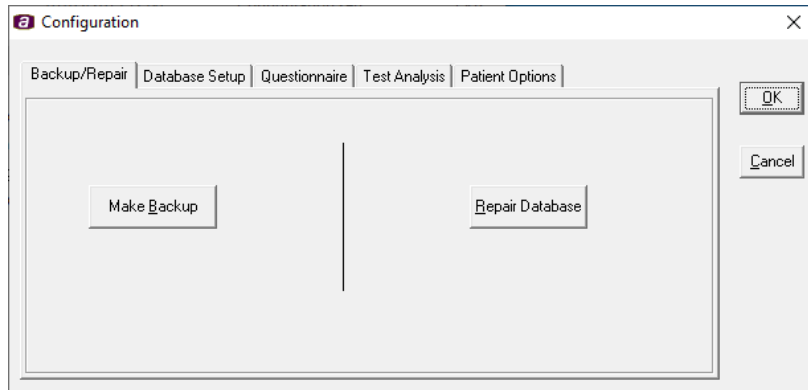 a Configuration
Backup/Repair Database Setup Questionnaire Test Analysis Patient Options
OK
Cancel
Make Backup Repair Database